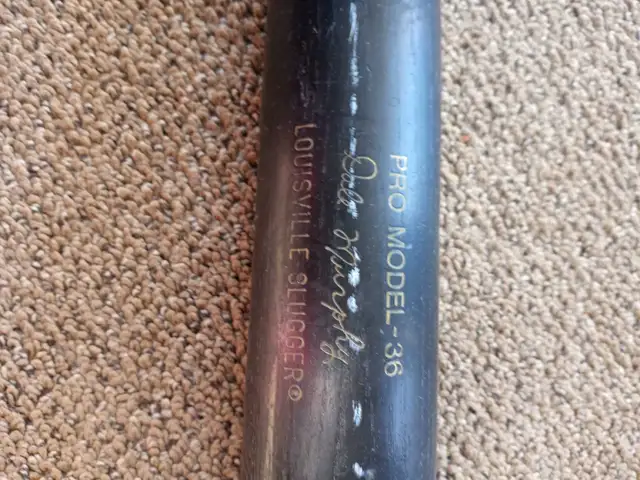 PRO MODEL-36
Dale Murphy
LOUISVILLE SLUGGER®